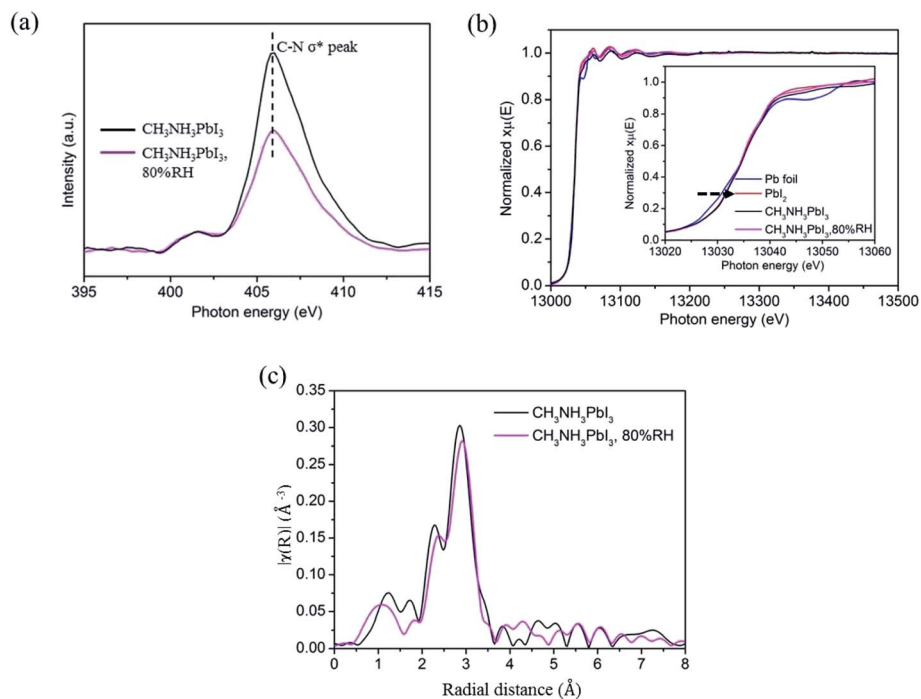 (a)
C-N σ* peak
CH₃NH₃PbI₃
CH₃NH₃PbI₃,
80%RH
Intensity (a.u.)
395 400 405 410 415
Photon energy (eV)
(b)
1.0
0.8
0.6
0.4
0.2
0.0
Normalized xμ(E)
13000 13100 13200 13300 13400 13500
Photon energy (eV)
1.0
0.8
0.6
0.4
0.2
0.0
Normalized xμ(E)
Pb foil
PbI₂
CH₃NH₃PbI₃
CH₃NH₃PbI₃,80%RH
13020 13030 13040 13050 13060
Photon energy (eV)
(c)
0.35
0.30
0.25
0.20
0.15
0.10
0.05
0.00
|χ(R)| (Å⁻³)
CH₃NH₃PbI₃
CH₃NH₃PbI₃, 80%RH
0 1 2 3 4 5 6 7 8
Radial distance (Å)